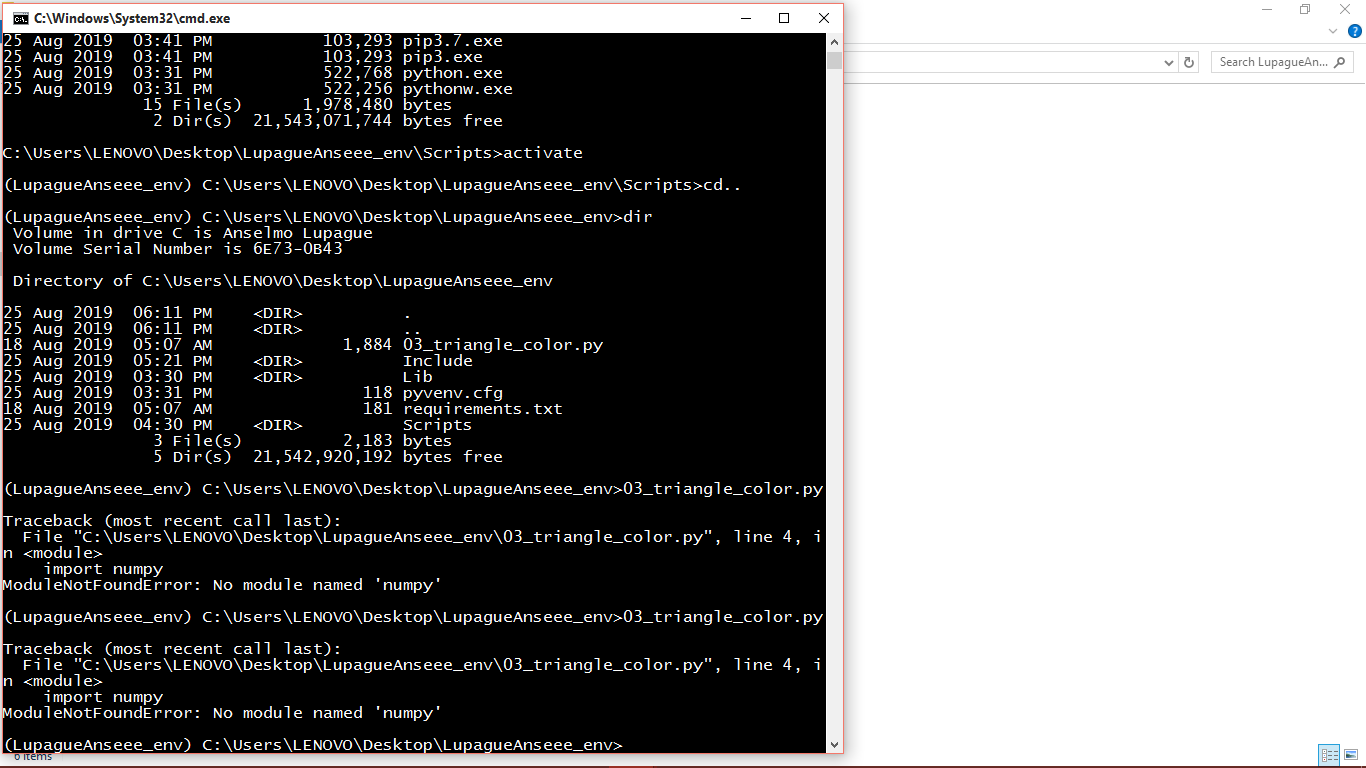 C:\Windows\System32\cmd.exe
25 Aug 2019  03:41 PM           103,293 pip3.7.exe
25 Aug 2019  03:41 PM           103,293 pip3.exe
25 Aug 2019  03:31 PM           522,768 python.exe
25 Aug 2019  03:31 PM           522,256 pythonw.exe
              15 File(s)      1,978,480 bytes
               2 Dir(s)  21,543,071,744 bytes free
C:\Users\LENOVO\Desktop\LupagueAnseee_env\Scripts>activate
(LupagueAnseee_env) C:\Users\LENOVO\Desktop\LupagueAnseee_env\Scripts>cd..
(LupagueAnseee_env) C:\Users\LENOVO\Desktop\LupagueAnseee_env>dir
 Volume in drive C is Anselmo Lupague
 Volume Serial Number is 6E73-0B43
 Directory of C:\Users\LENOVO\Desktop\LupagueAnseee_env
25 Aug 2019  06:11 PM    <DIR>          .
25 Aug 2019  06:11 PM    <DIR>          ..
18 Aug 2019  05:07 AM             1,884 03_triangle_color.py
25 Aug 2019  05:21 PM    <DIR>          Include
25 Aug 2019  03:30 PM    <DIR>          Lib
25 Aug 2019  03:31 PM               118 pyvenv.cfg
18 Aug 2019  05:07 AM               181 requirements.txt
25 Aug 2019  04:30 PM    <DIR>          Scripts
               3 File(s)          2,183 bytes
               5 Dir(s)  21,542,920,192 bytes free
(LupagueAnseee_env) C:\Users\LENOVO\Desktop\LupagueAnseee_env>03_triangle_color.py
Traceback (most recent call last):
  File "C:\Users\LENOVO\Desktop\LupagueAnseee_env\03_triangle_color.py", line 4, i
n <module>
    import numpy
ModuleNotFoundError: No module named 'numpy'
(LupagueAnseee_env) C:\Users\LENOVO\Desktop\LupagueAnseee_env>03_triangle_color.py
Traceback (most recent call last):
  File "C:\Users\LENOVO\Desktop\LupagueAnseee_env\03_triangle_color.py", line 4, i
n <module>
    import numpy
ModuleNotFoundError: No module named 'numpy'
(LupagueAnseee_env) C:\Users\LENOVO\Desktop\LupagueAnseee_env>
Search LupagueAn...
6 items